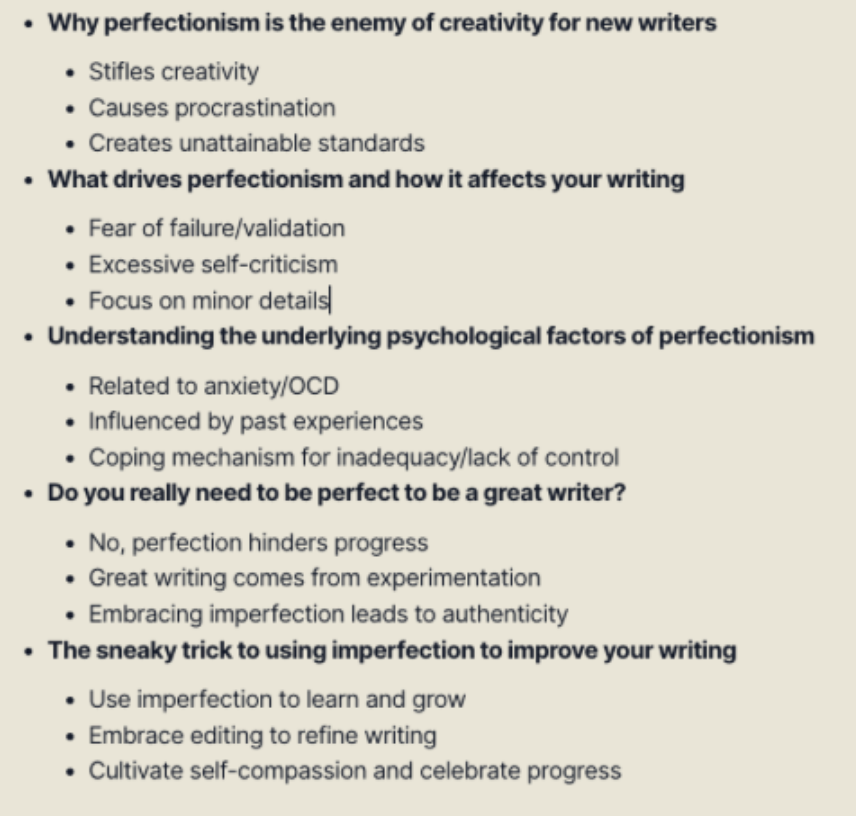 • Why perfectionism is the enemy of creativity for new writers
• Stifles creativity
• Causes procrastination
• Creates unattainable standards
• What drives perfectionism and how it affects your writing
• Fear of failure/validation
• Excessive self-criticism
• Focus on minor details
• Understanding the underlying psychological factors of perfectionism
• Related to anxiety/OCD
• Influenced by past experiences
• Coping mechanism for inadequacy/lack of control
• Do you really need to be perfect to be a great writer?
• No, perfection hinders progress
• Great writing comes from experimentation
• Embracing imperfection leads to authenticity
• The sneaky trick to using imperfection to improve your writing
• Use imperfection to learn and grow
• Embrace editing to refine writing
• Cultivate self-compassion and celebrate progress